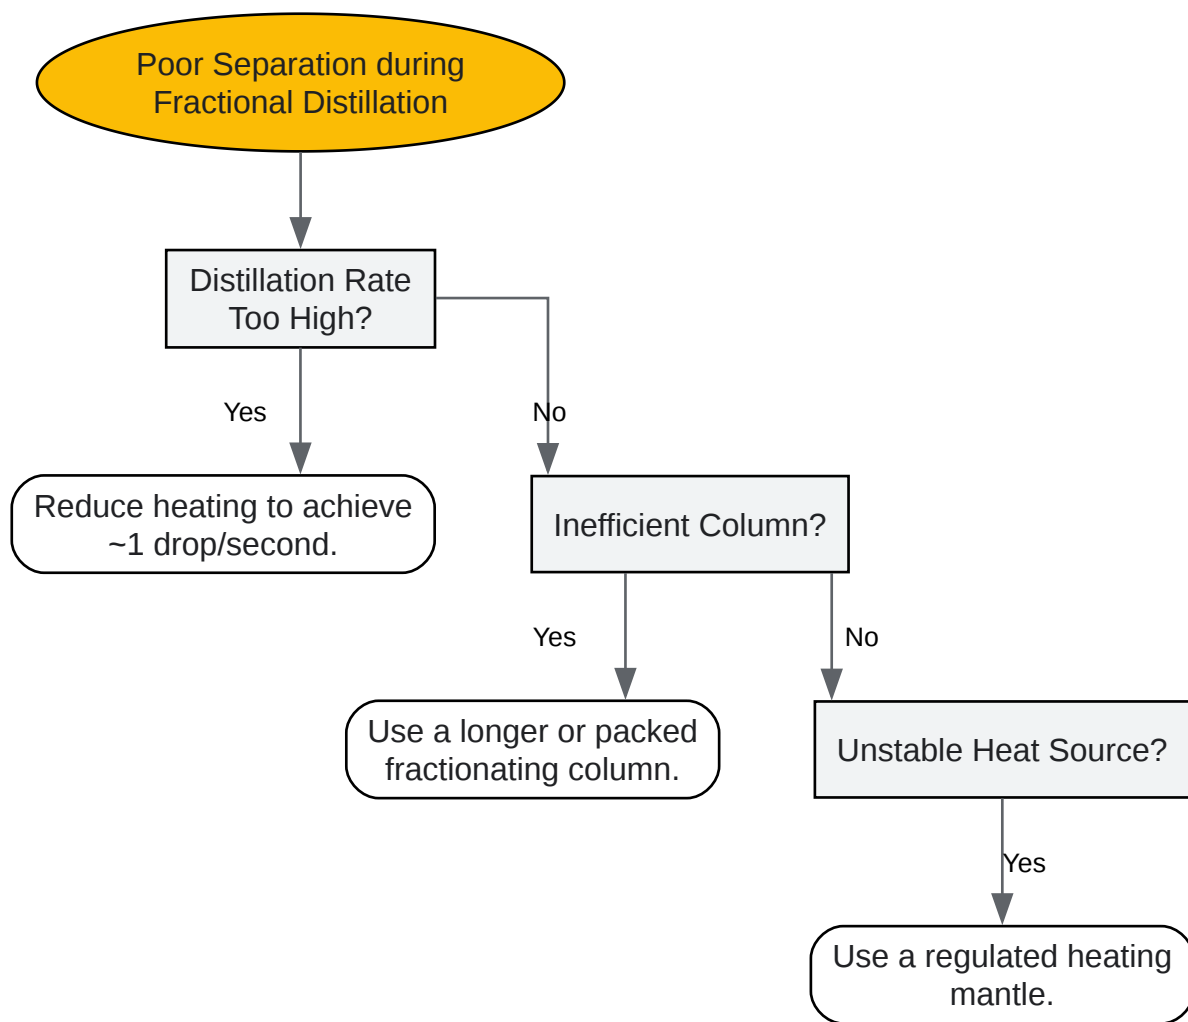 Poor Separation during
Fractional Distillation
Distillation Rate
Too High?
Yes
No
Reduce heating to achieve
~1 drop/second.
Inefficient Column?
Yes
No
Use a longer or packed
fractionating column.
Unstable Heat Source?
Yes
Use a regulated heating
mantle.